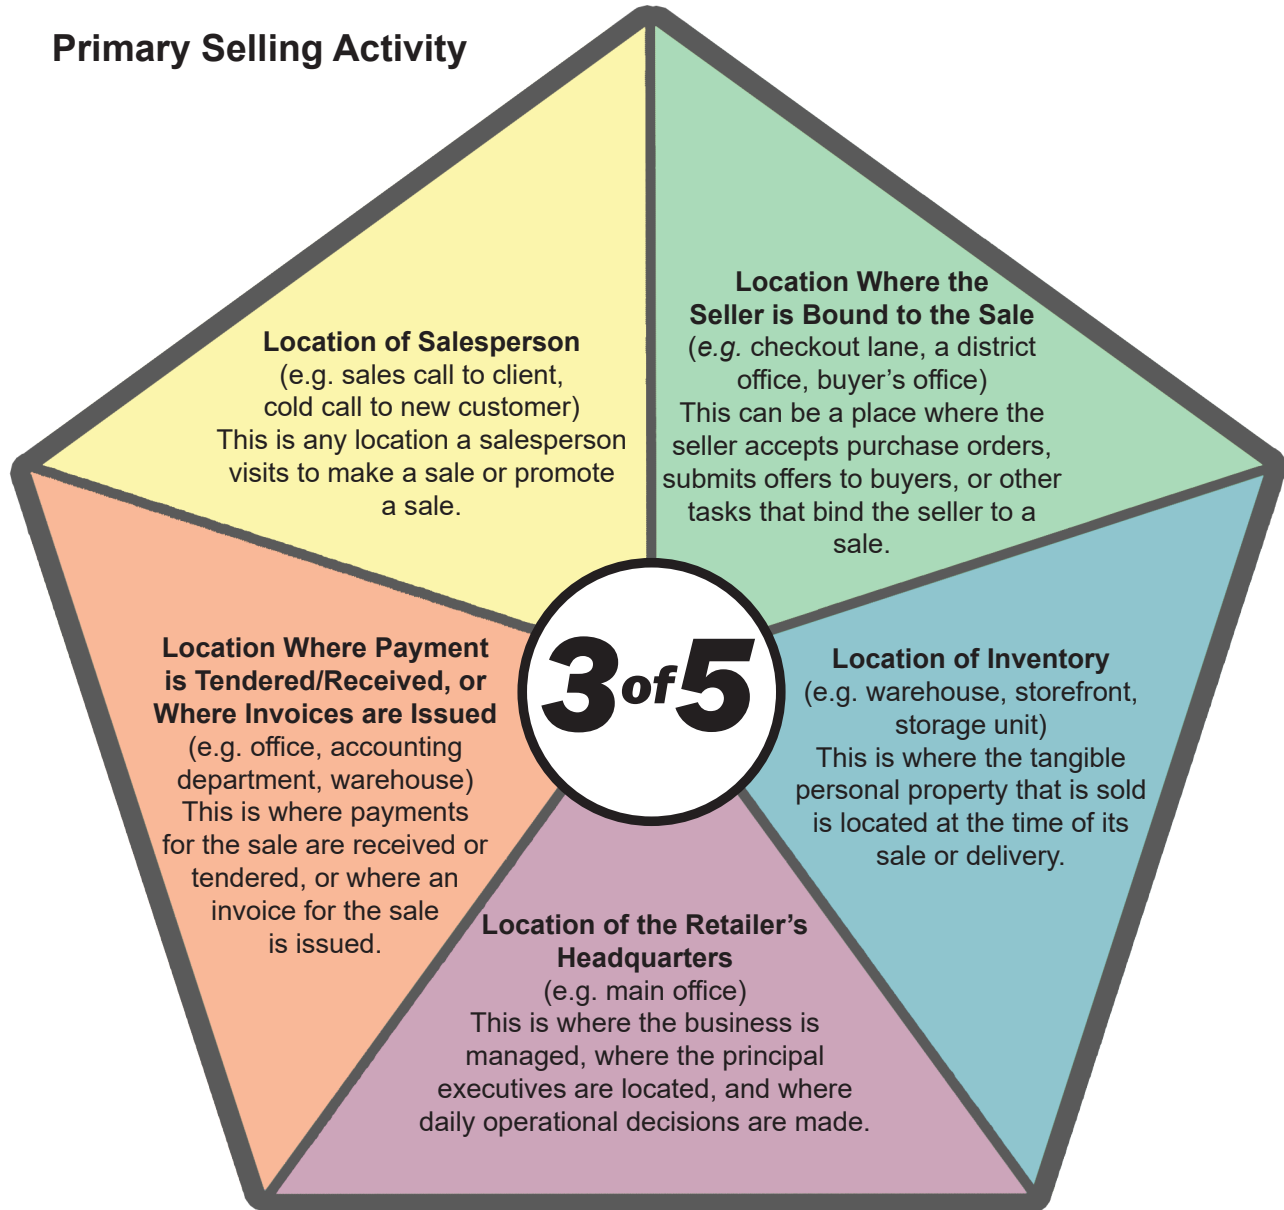 Primary Selling Activity
Location of Salesperson
(e.g. sales call to client,
cold call to new customer)
This is any location a salesperson
visits to make a sale or promote
a sale.
Location Where the
Seller is Bound to the Sale
(e.g. checkout lane, a district
office, buyer's office)
This can be a place where the
seller accepts purchase orders,
submits offers to buyers, or other
tasks that bind the seller to a
sale.
Location Where Payment
is Tendered/Received, or
Where Invoices are Issued
(e.g. office, accounting
department, warehouse)
This is where payments
for the sale are received or
tendered, or where an
invoice for the sale
is issued.
3 of 5
Location of Inventory
(e.g. warehouse, storefront,
storage unit)
This is where the tangible
personal property that is sold
is located at the time of its
sale or delivery.
Location of the Retailer's
Headquarters
(e.g. main office)
This is where the business is
managed, where the principal
executives are located, and where
daily operational decisions are made.